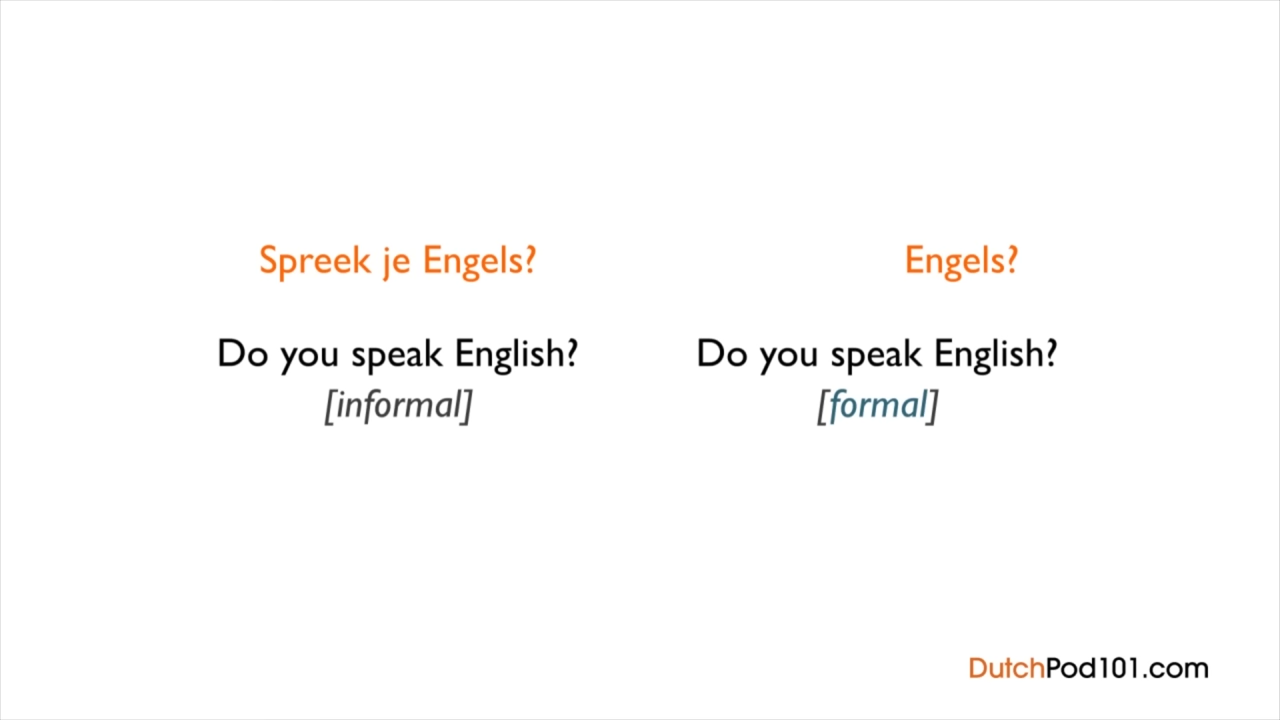 Spreek je Engels?
Engels?
Do you speak English?
Do you speak English?
[informal]
[formal]
DutchPod101.com